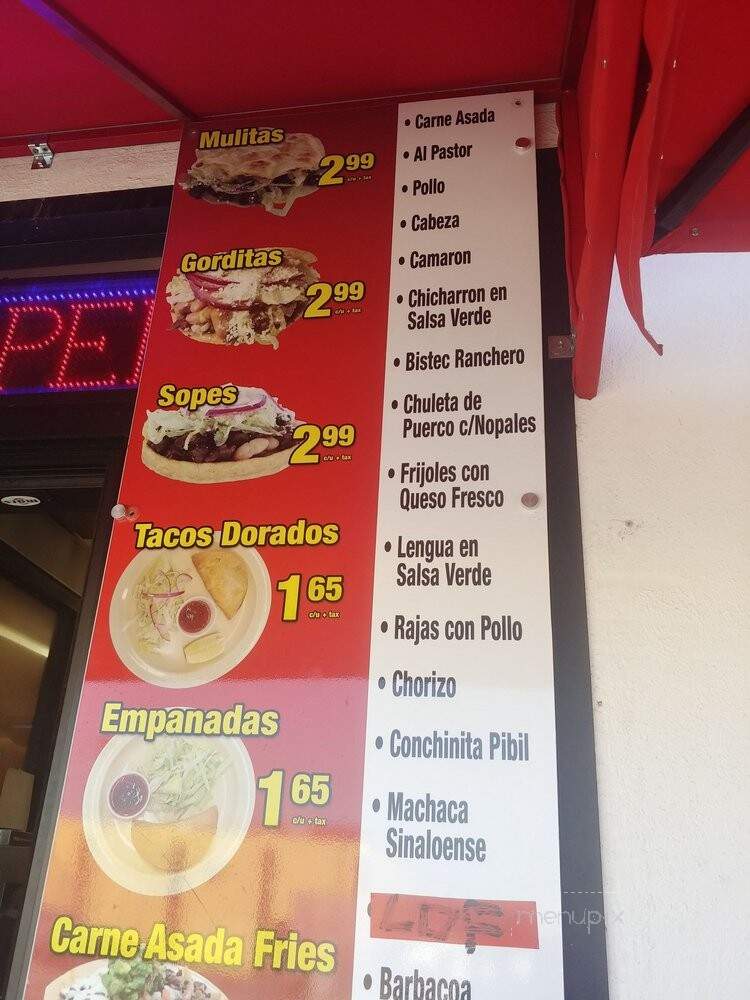 Mulitas
2.99
c/u + tax
Gorditas
2.99
c/u + tax
Sopes
2.99
c/u + tax
Tacos Dorados
1.65
c/u + tax
Empanadas
1.65
c/u + tax
Carne Asada Fries
• Carne Asada
• Al Pastor
• Pollo
• Cabeza
• Camaron
• Chicharron en
Salsa Verde
• Bistec Ranchero
• Chuleta de
Puerco c/Nopales
• Frijoles con
Queso Fresco
• Lengua en
Salsa Verde
• Rajas con Pollo
• Chorizo
• Conchinita Pibil
• Machaca
Sinaloense
• Barbacoa
menupix